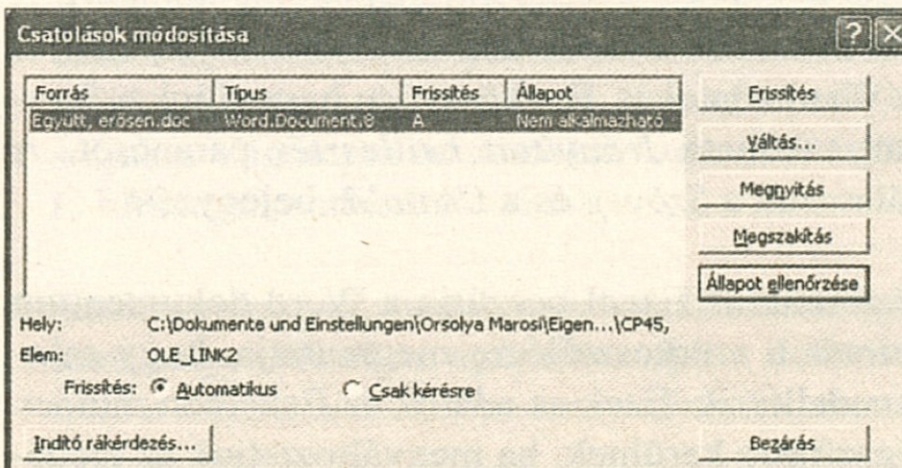 Csatolások módosítása
Forrás Típus Frissítés Állapot
Együtt, erősen.doc Word.Document.8 A Nem alkalmazható
Frissítés
Váltás...
Megnyitás
Megszakítás
Állapot ellenőrzése
Hely: C:\Dokumente und Einstellungen\Orsolya Marosi\Eigen...\CP45,
Elem: OLE_LINK2
Frissítés: Automatikus Csak kérésre
Indító rákérdezés... Bezárás